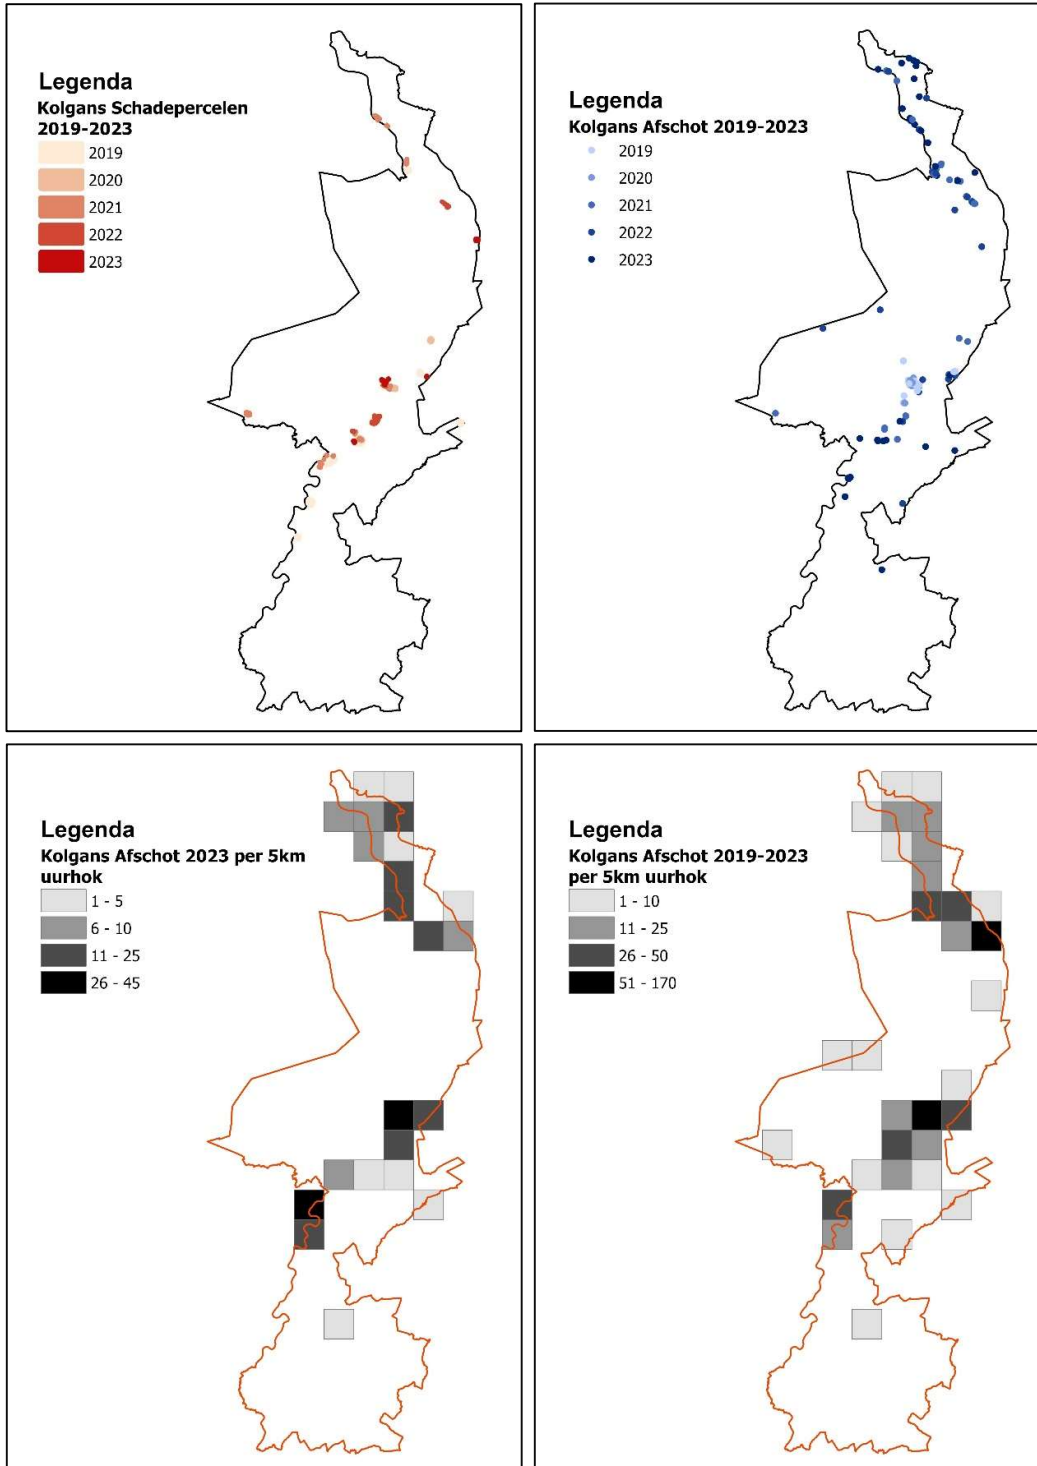 Legenda
Kolgans Schadepercelen
2019-2023
2019
2020
2021
2022
2023
Legenda
Kolgans Afschot 2019-2023
2019
2020
2021
2022
2023
Legenda
Kolgans Afschot 2023 per 5km
uurhok
1 - 5
6 - 10
11 - 25
26 - 45
Legenda
Kolgans Afschot 2019-2023
per 5km uurhok
1 - 10
11 - 25
26 - 50
51 - 170